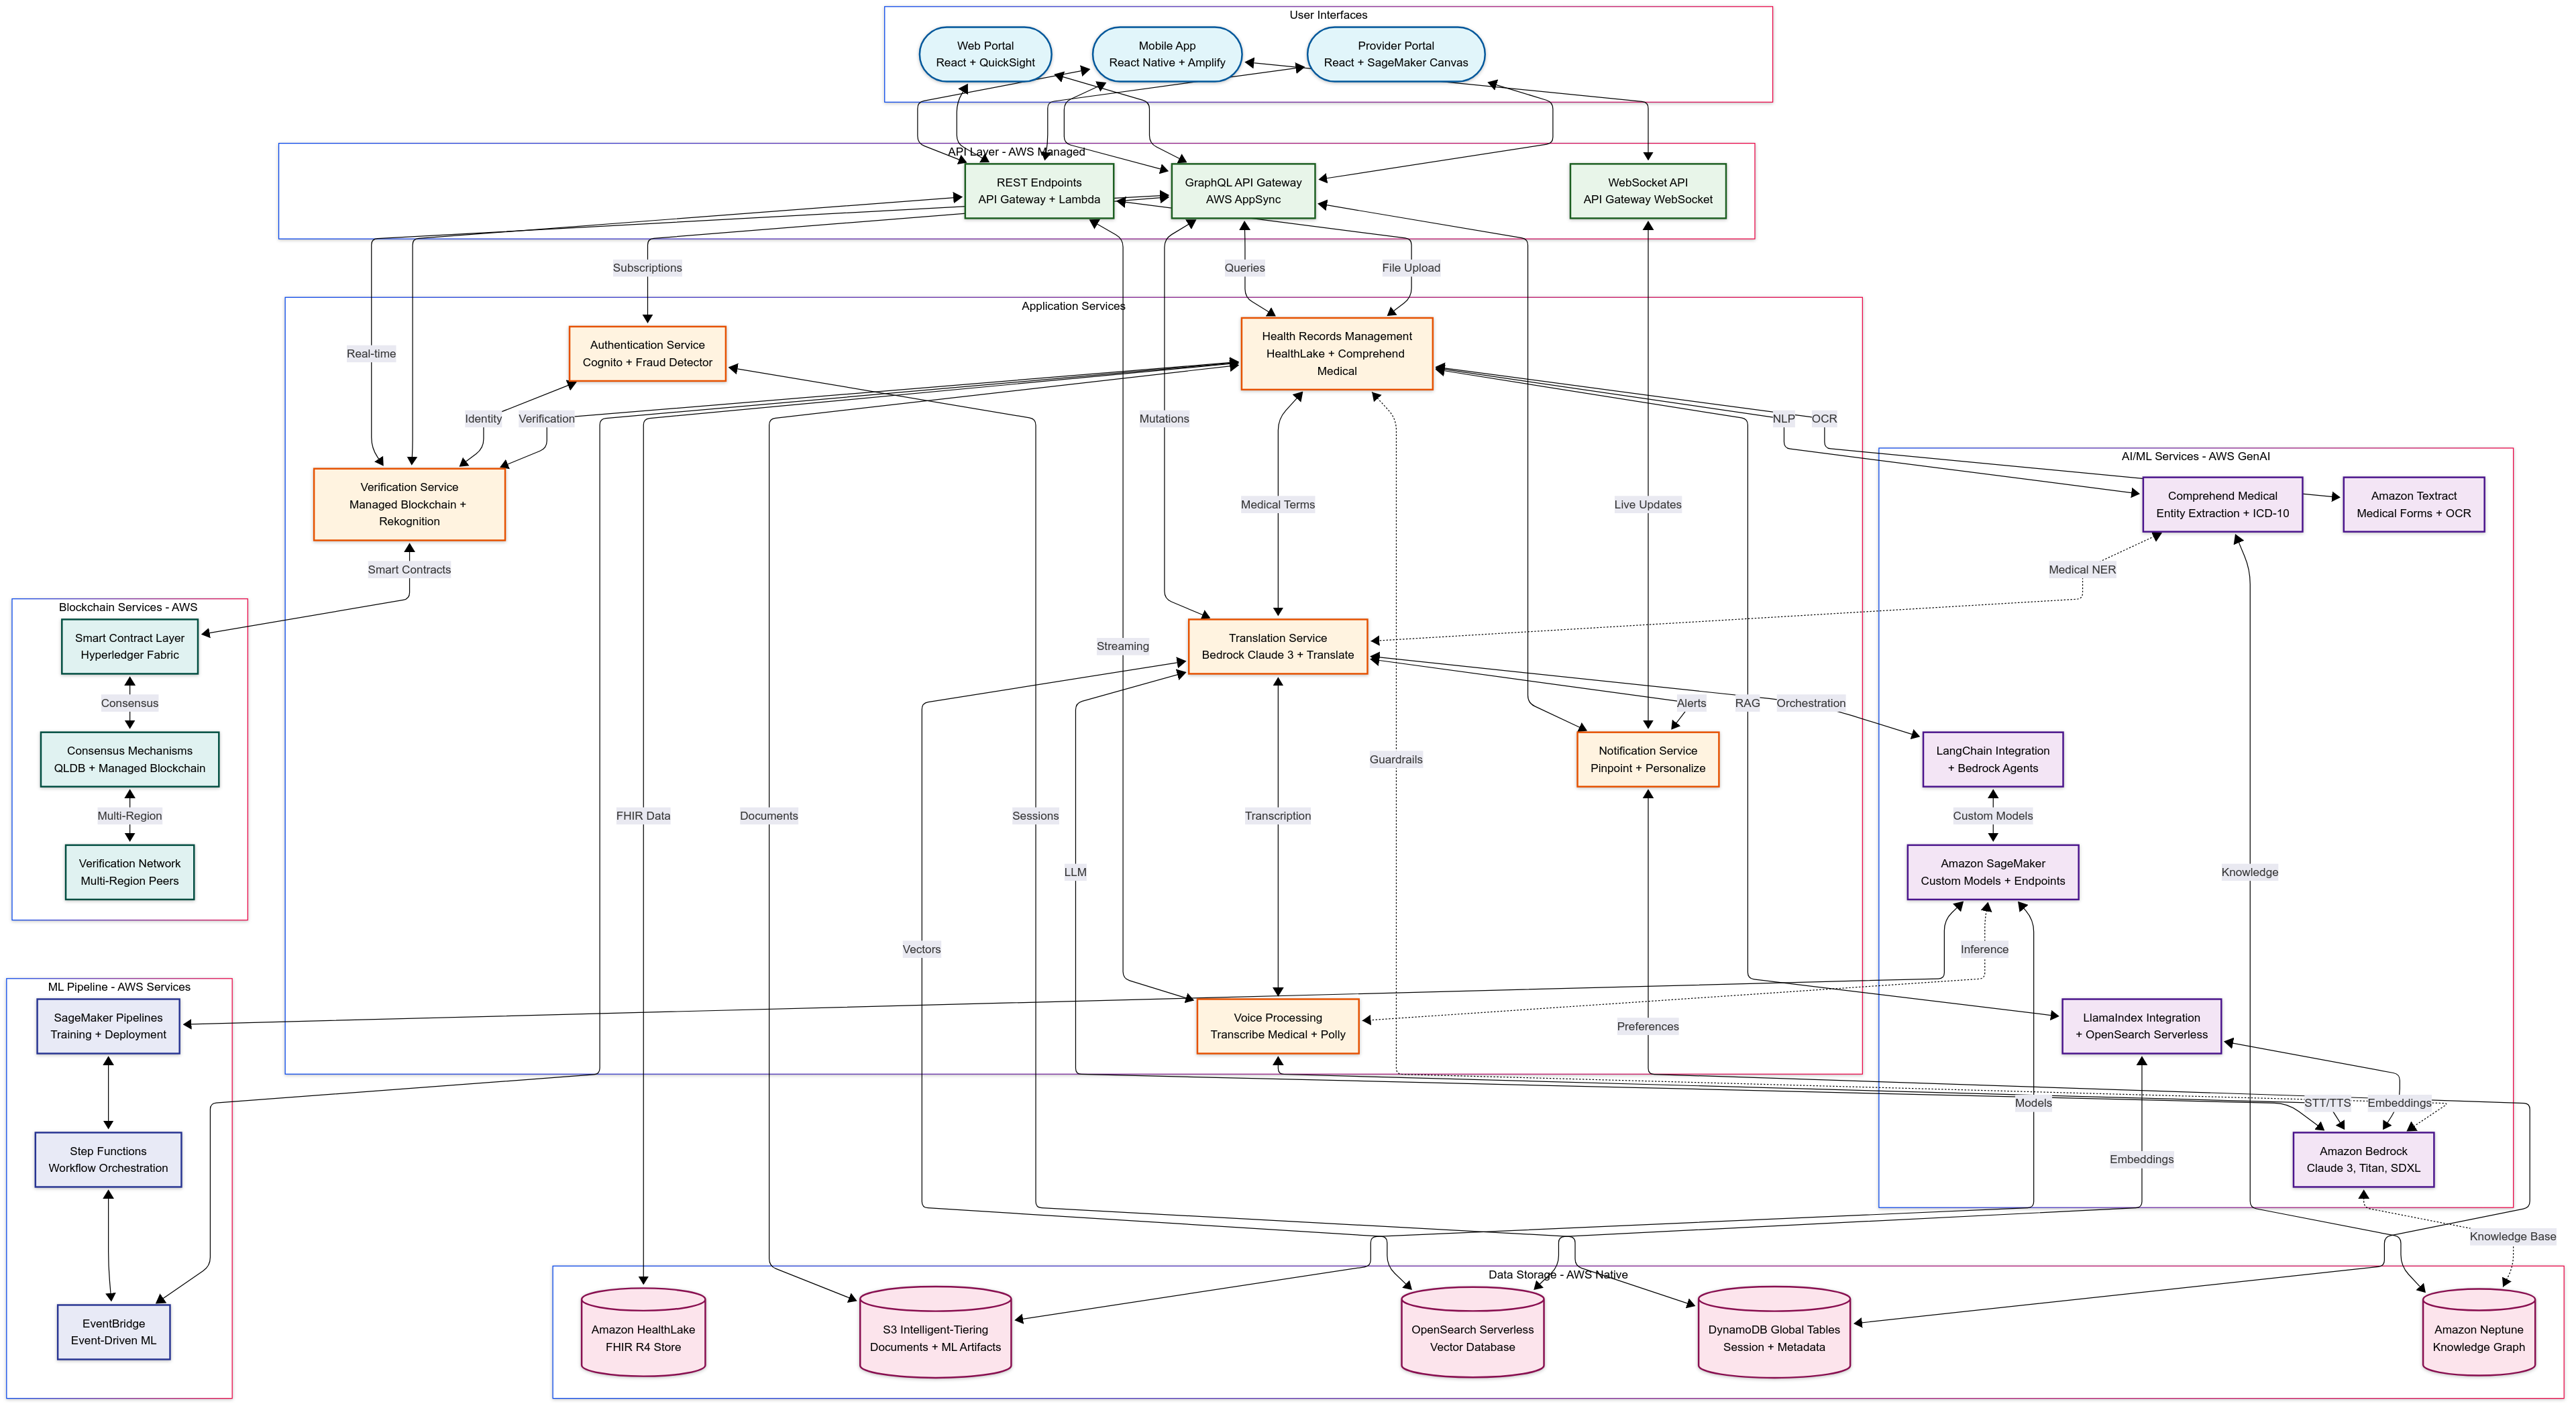 User Interfaces
Web Portal
React + QuickSight
Mobile App
React Native + Amplify
Provider Portal
React + SageMaker Canvas
API Layer - AWS Managed
REST Endpoints
API Gateway + Lambda
GraphQL API Gateway
AWS AppSync
WebSocket API
API Gateway WebSocket
Subscriptions
Queries
File Upload
Application Services
Real-time
Authentication Service
Cognito + Fraud Detector
Health Records Management
HealthLake + Comprehend
Medical
Identity
Verification
Mutations
NLP
OCR
Verification Service
Managed Blockchain +
Rekognition
Medical Terms
Live Updates
AI/ML Services - AWS GenAI
Comprehend Medical
Entity Extraction + ICD-10
Amazon Textract
Medical Forms + OCR
Smart Contracts
Medical NER
Blockchain Services - AWS
Smart Contract Layer
Hyperledger Fabric
Streaming
Translation Service
Bedrock Claude 3 + Translate
Consensus
Alerts
RAG
Orchestration
Consensus Mechanisms
QLDB + Managed Blockchain
Guardrails
Notification Service
Pinpoint + Personalize
LangChain Integration
+ Bedrock Agents
Multi-Region
FHIR Data
Documents
Sessions
Transcription
Custom Models
Verification Network
Multi-Region Peers
LLM
Amazon SageMaker
Custom Models + Endpoints
Knowledge
Vectors
Inference
ML Pipeline - AWS Services
SageMaker Pipelines
Training + Deployment
Voice Processing
Transcribe Medical + Polly
Preferences
LlamaIndex Integration
+ OpenSearch Serverless
Models
STT/TTS
Embeddings
Step Functions
Workflow Orchestration
Embeddings
Amazon Bedrock
Claude 3, Titan, SDXL
Knowledge Base
Data Storage - AWS Native
EventBridge
Event-Driven ML
Amazon HealthLake
FHIR R4 Store
S3 Intelligent-Tiering
Documents + ML Artifacts
OpenSearch Serverless
Vector Database
DynamoDB Global Tables
Session + Metadata
Amazon Neptune
Knowledge Graph